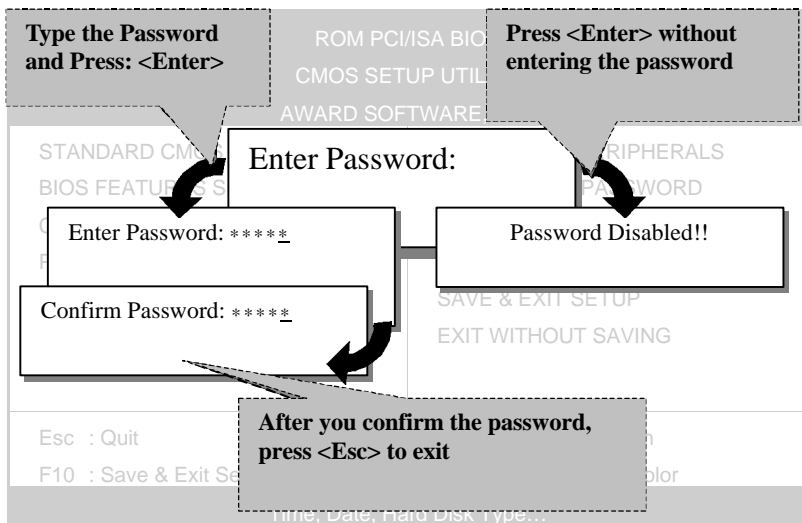 Type the Password
and Press: <Enter>
ROM PCI/ISA BIO
CMOS SETUP UTIL
AWARD SOFTWARE
Press <Enter> without
entering the password
STANDARD CMOS
RIPHERALS
BIOS FEATURES S
PASSWORD
Enter Password:
Enter Password: *****
Password Disabled!!
Confirm Password: *****
SAVE & EXIT SETUP
EXIT WITHOUT SAVING
After you confirm the password,
press <Esc> to exit
Esc : Quit
F10 : Save & Exit Se
olor
Time, Date, Hard Disk Type...